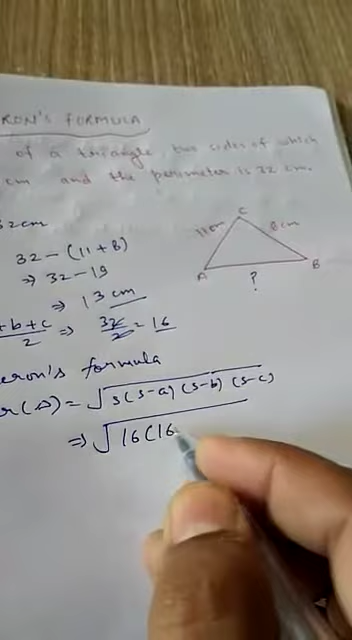 RON'S FORMULA
of a triangle two sides of which
cm and the perimeter is 32 cm.
32cm
32 - (11 + 8)
⇒ 32 - 19
⇒ 13 cm
+b+c/2 ⇒ 32/2 = 16
C
11cm
8cm
A
B
?
eron's formula
r(Δ) = √s(s-a)(s-b)(s-c)
⇒ √16(16